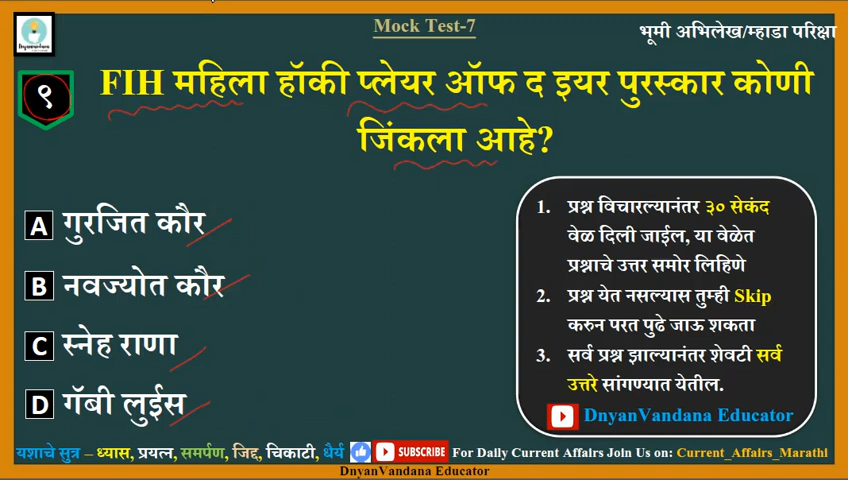 Mock Test-7
भूमी अभिलेख/म्हाडा परिक्षा
Dnyanvandana
९
FIH महिला हॉकी प्लेयर ऑफ द इयर पुरस्कार कोणी
जिंकला आहे?
A गुरजित कौर
B नवज्योत कौर
C स्नेह राणा
D गॅबी लुईस
1. प्रश्न विचारल्यानंतर ३० सेकंद
वेळ दिली जाईल, या वेळेत
प्रश्नाचे उत्तर समोर लिहिणे
2. प्रश्न येत नसल्यास तुम्ही Skip
करुन परत पुढे जाऊ शकता
3. सर्व प्रश्न झाल्यानंतर शेवटी सर्व
उत्तरे सांगण्यात येतील.
DnyanVandana Educator
यशाचे सुत्र – ध्यास, प्रयत्न, समर्पण, जिद्द, चिकाटी, धैर्य SUBSCRIBE For Daily Current Affairs Join Us on: Current_Affairs_Marathi
DnyanVandana Educator